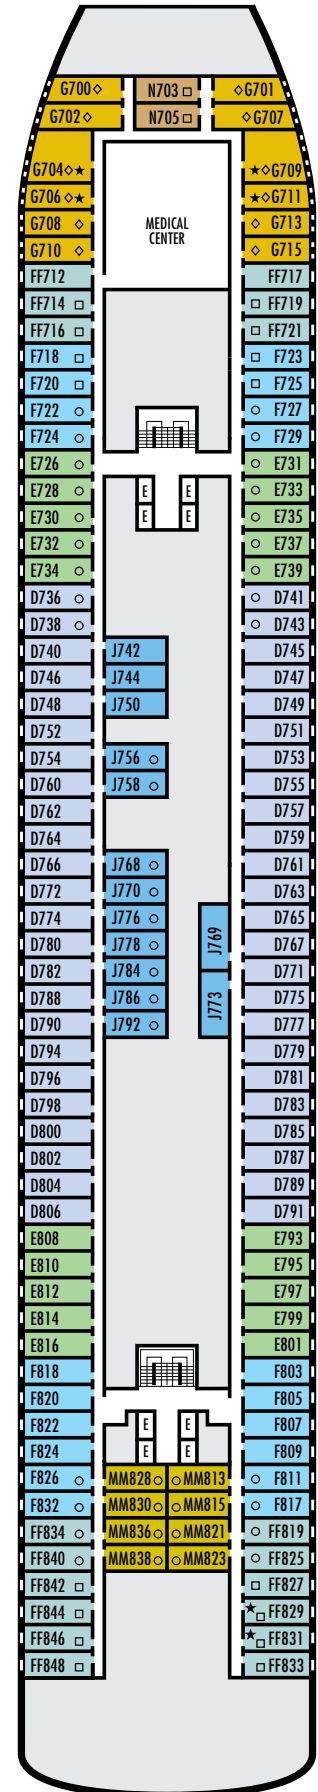 G700◇ N703□ ◇G701
G702◇ N705□ ◇G707
G704◇★ ★◇G709
G706◇★ ★◇G711
MEDICAL
CENTER
G708 ◇ ◇ G713
G710 ◇ ◇ G715
FF712 FF717
FF714 □ □ FF719
FF716 □ □ FF721
F718 □ □ F723
F720 □ □ F725
F722 ○ ○ F727
F724 ○ ○ F729
E726 ○ ○ E731
E728 ○ E E ○ E733
E730 ○ E E ○ E735
E732 ○ ○ E737
E734 ○ ○ E739
D736 ○ ○ D741
D738 ○ ○ D743
D740 J742 D745
D746 J744 D747
D748 J750 D749
D752 D751
D754 J756 ○ D753
D760 J758 ○ D755
D762 D757
D764 D759
D766 J768 ○ D761
D772 J770 ○ D763
D774 J776 ○ J769 D765
D780 J778 ○ D767
D782 J784 ○ D771
D788 J786 ○ J773 D775
D790 J792 ○ D777
D794 D779
D796 D781
D798 D783
D800 D785
D802 D787
D804 D789
D806 D791
E808 E793
E810 E795
E812 E797
E814 E799
E816 E801
F818 F803
F820 F805
F822 E E F807
F824 E E F809
F826 ○ MM828○ ○MM813 ○ F811
F832 ○ MM830○ ○MM815 ○ F817
FF834 ○ MM836○ ○MM821 ○ FF819
FF840 ○ MM838○ ○MM823 ○ FF825
FF842 □ □ FF827
FF844 □ ★□FF829
FF846 □ ★□FF831
FF848 □ □FF833